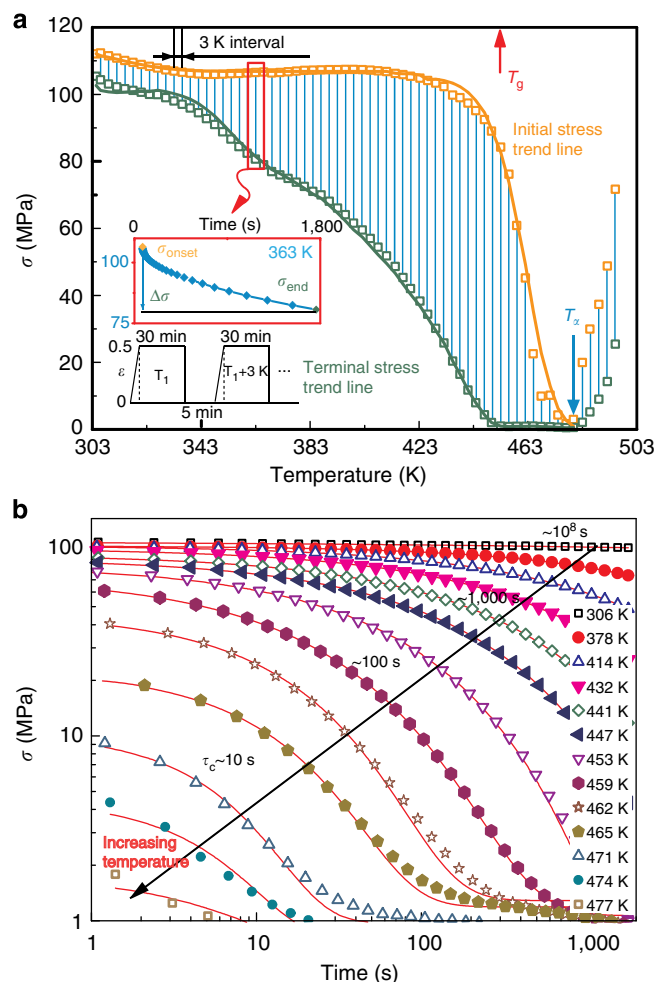 a
3 K interval
T_g
Initial stress
trend line
120
100
80
60
40
20
0
σ (MPa)
Time (s)
0
1,800
σ_onset
363 K
100
σ_end
Δσ
75
30 min
30 min
0.5
ε
T_1
T_1+3 K
...
0
5 min
Terminal stress
trend line
T_α
303
343
383
423
463
503
Temperature (K)
b
100
10
1
σ (MPa)
~10^8 s
~1,000 s
~100 s
τ_c~10 s
Increasing
temperature
306 K
378 K
414 K
432 K
441 K
447 K
453 K
459 K
462 K
465 K
471 K
474 K
477 K
1
10
100
1,000
Time (s)